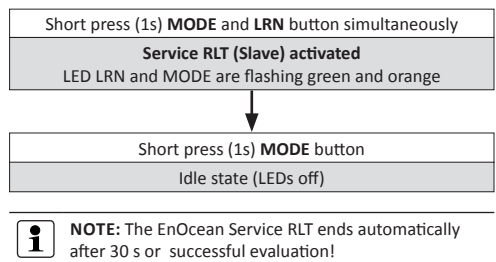 Short press (1s) MODE and LRN button simultaneously
Service RLT (Slave) activated
LED LRN and MODE are flashing green and orange
Short press (1s) MODE button
Idle state (LEDs off)
NOTE: The EnOcean Service RLT ends automatically
after 30 s or successful evaluation!